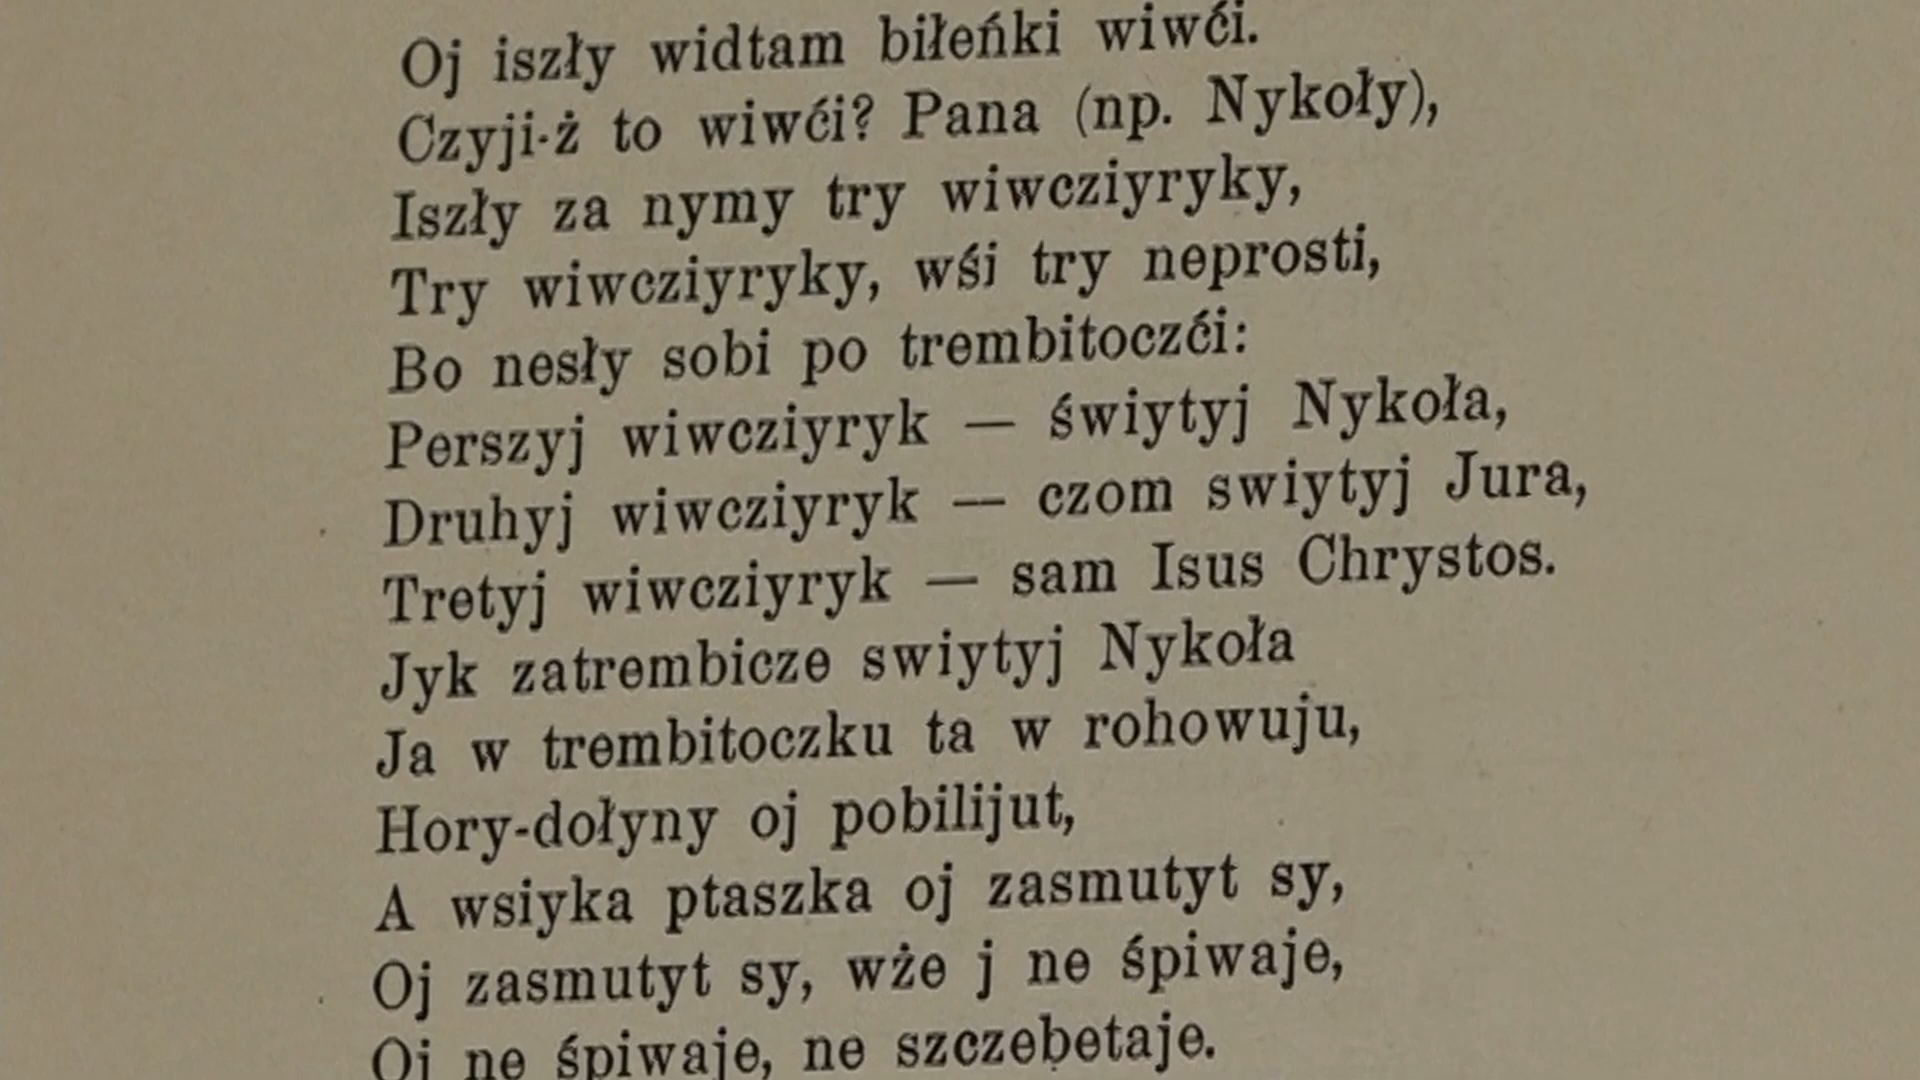 Oj iszły widtam biłeńki wiwći.
Czyji-ż to wiwći? Pana (np. Nykoły),
Iszły za nymy try wiwcziyryky,
Try wiwcziyryky, wśi try neprosti,
Bo nesły sobi po trembitoczći:
Perszyj wiwcziyryk — świytyj Nykoła,
Druhyj wiwcziyryk — czom swiytyj Jura,
Tretyj wiwcziyryk — sam Isus Chrystos.
Jyk zatrembicze swiytyj Nykoła
Ja w trembitoczku ta w rohowuju,
Hory-dołyny oj pobilijut,
A wsiyka ptaszka oj zasmutyt sy,
Oj zasmutyt sy, wże j ne śpiwaje,
Oj ne śpiwaje, ne szczebetaje.